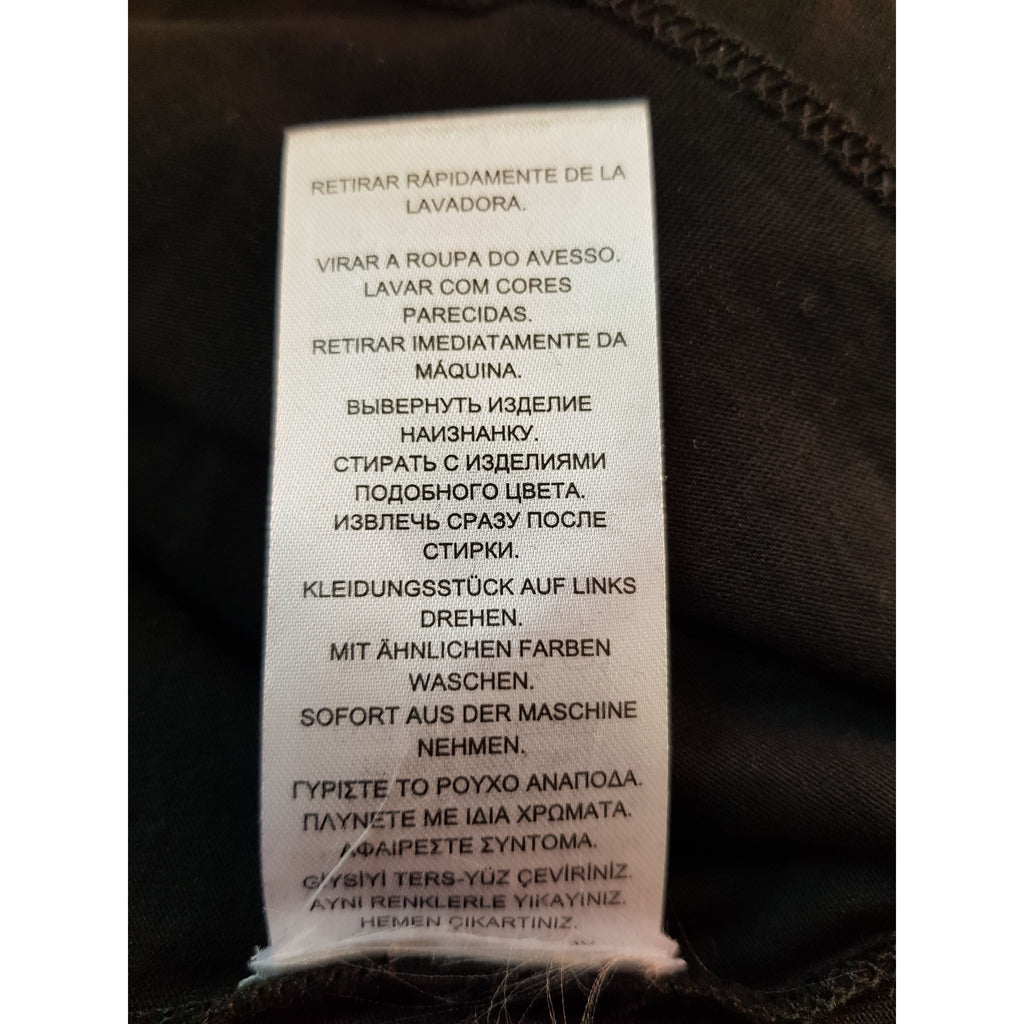 RETIRAR RÁPIDAMENTE DE LA
LAVADORA.
VIRAR A ROUPA DO AVESSO.
LAVAR COM CORES
PARECIDAS.
RETIRAR IMEDIATAMENTE DA
MÁQUINA.
ВЫВЕРНУТЬ ИЗДЕЛИЕ
НАИЗНАНКУ.
СТИРАТЬ С ИЗДЕЛИЯМИ
ПОДОБНОГО ЦВЕТА.
ИЗВЛЕЧЬ СРАЗУ ПОСЛЕ
СТИРКИ.
KLEIDUNGSSTÜCK AUF LINKS
DREHEN.
MIT ÄHNLICHEN FARBEN
WASCHEN.
SOFORT AUS DER MASCHINE
NEHMEN.
ΓΥΡΙΣΤΕ ΤΟ ΡΟΥΧΟ ΑΝΑΠΟΔΑ.
ΠΛΥΝΕΤΕ ΜΕ ΙΔΙΑ ΧΡΩΜΑΤΑ.
ΑΦΑΙΡΕΣΤΕ ΣΥΝΤΟΜΑ.
GİYSİYİ TERS-YÜZ ÇEVİRİNİZ.
AYNI RENKLERLE YIKAYINIZ.
HEMEN ÇIKARTINIZ.